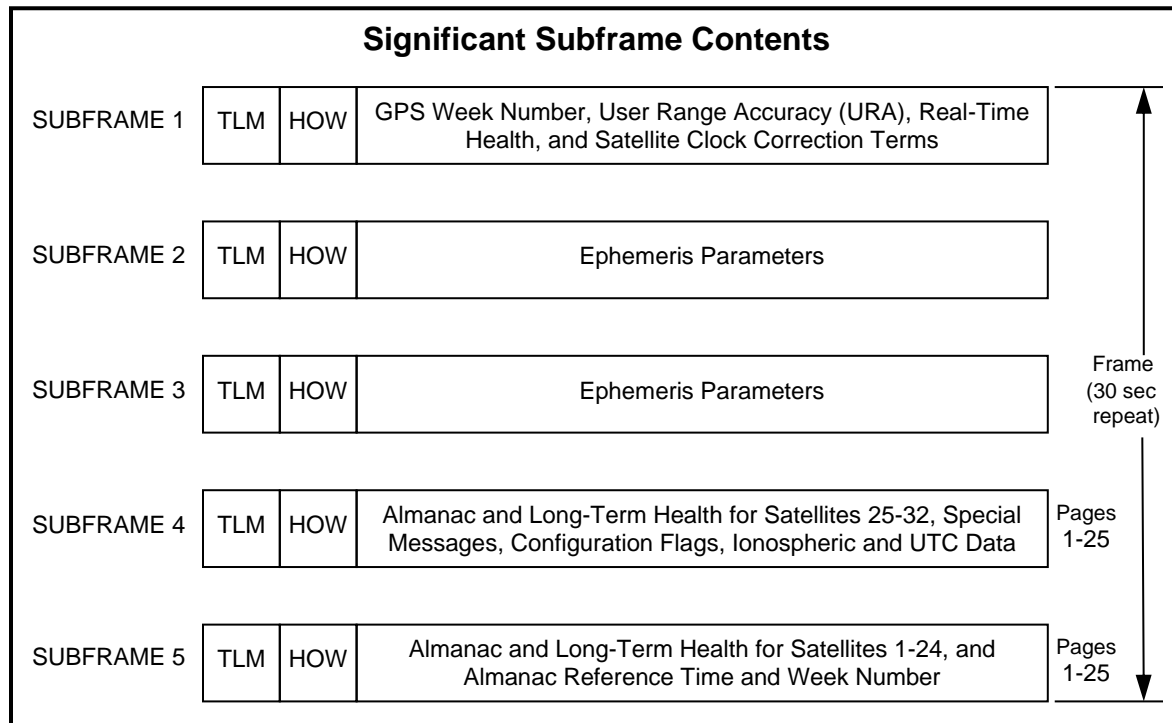 Significant Subframe Contents
SUBFRAME 1
TLM
HOW
GPS Week Number, User Range Accuracy (URA), Real-Time
Health, and Satellite Clock Correction Terms
SUBFRAME 2
TLM
HOW
Ephemeris Parameters
SUBFRAME 3
TLM
HOW
Ephemeris Parameters
Frame
(30 sec
repeat)
SUBFRAME 4
TLM
HOW
Almanac and Long-Term Health for Satellites 25-32, Special
Messages, Configuration Flags, Ionospheric and UTC Data
Pages
1-25
SUBFRAME 5
TLM
HOW
Almanac and Long-Term Health for Satellites 1-24, and
Almanac Reference Time and Week Number
Pages
1-25